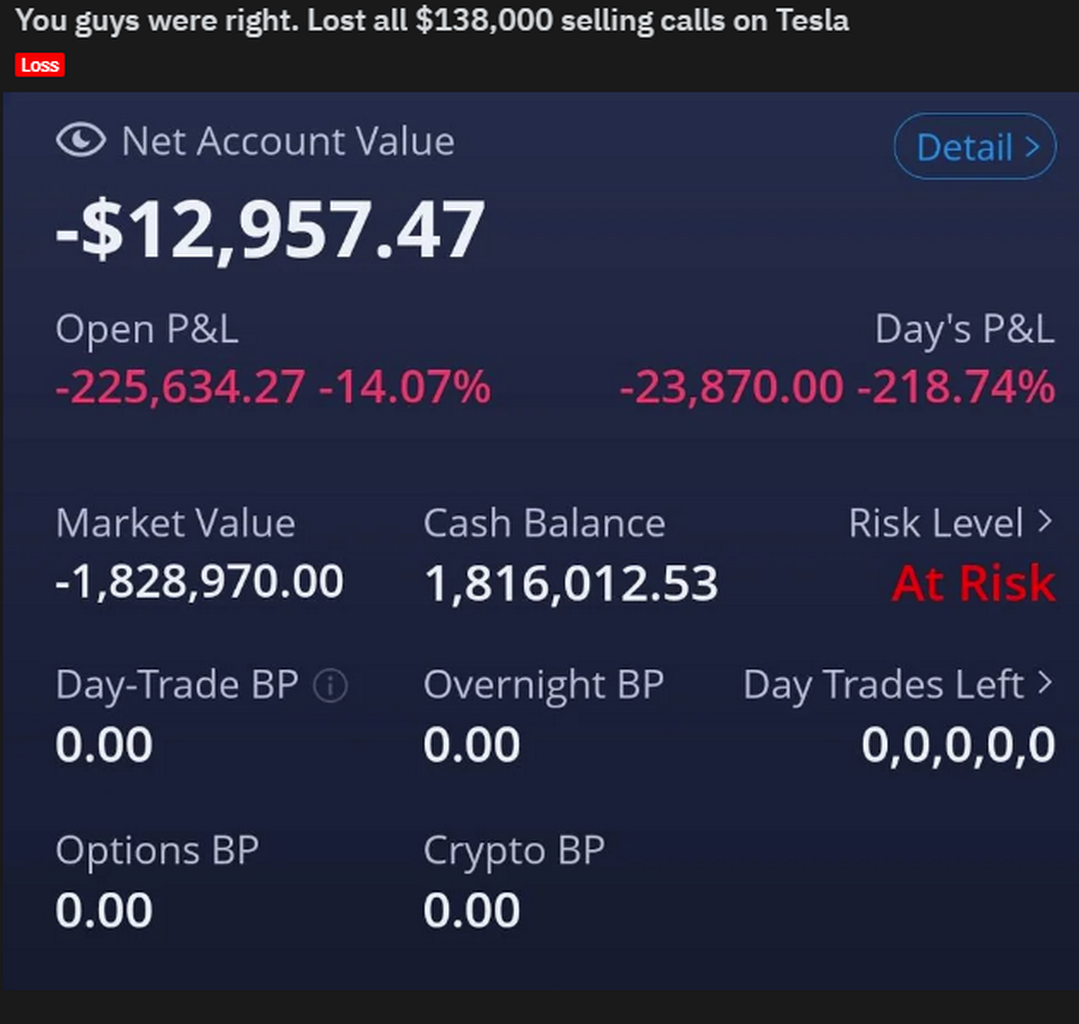 You guys were right. Lost all $138,000 selling calls on Tesla
Loss
Net Account Value
Detail >
-$12,957.47
Open P&L Day's P&L
-225,634.27 -14.07% -23,870.00 -218.74%
Market Value Cash Balance Risk Level >
-1,828,970.00 1,816,012.53 At Risk
Day-Trade BP Overnight BP Day Trades Left >
0.00 0.00 0,0,0,0,0
Options BP Crypto BP
0.00 0.00